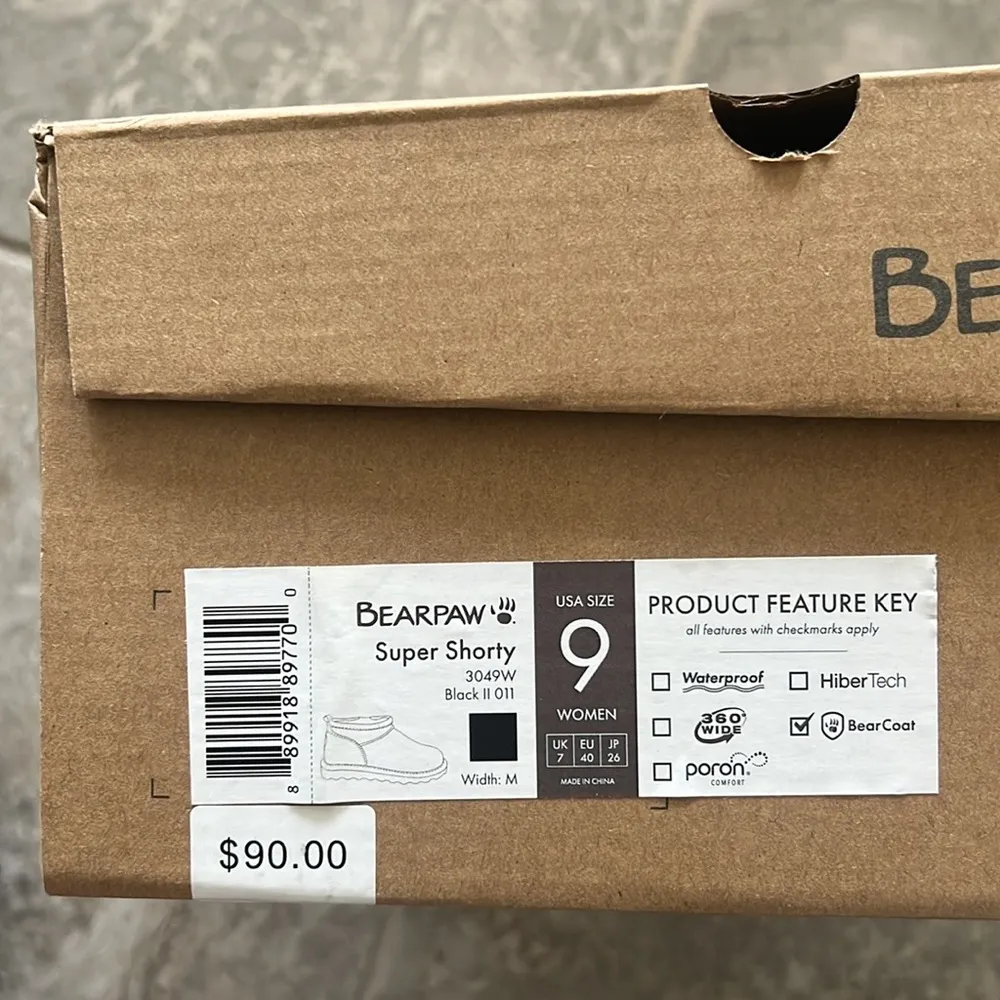 BE
BEARPAW
Super Shorty
3049W
Black II 011
Width: M
8 89918 89770 0
USA SIZE
9
WOMEN
UK EU JP
7 40 26
MADE IN CHINA
PRODUCT FEATURE KEY
all features with checkmarks apply
Waterproof
HiberTech
360°
WIDE
BearCoat
poron
COMFORT
$90.00